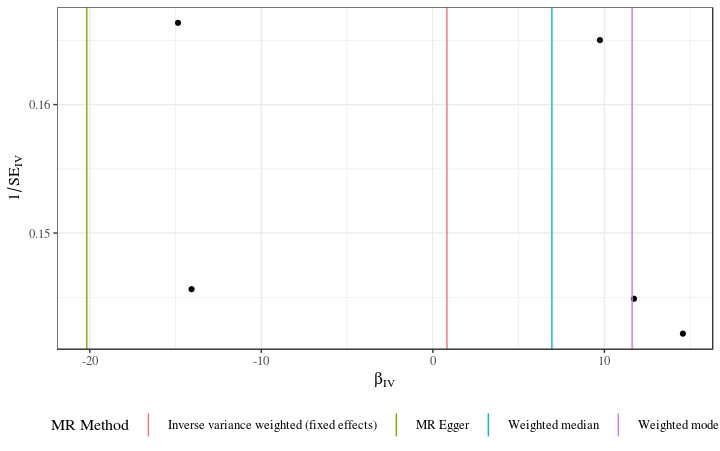 0.16
0.15
1/SE_IV
-20
-10
0
10
β_IV
MR Method
Inverse variance weighted (fixed effects)
MR Egger
Weighted median
Weighted mode